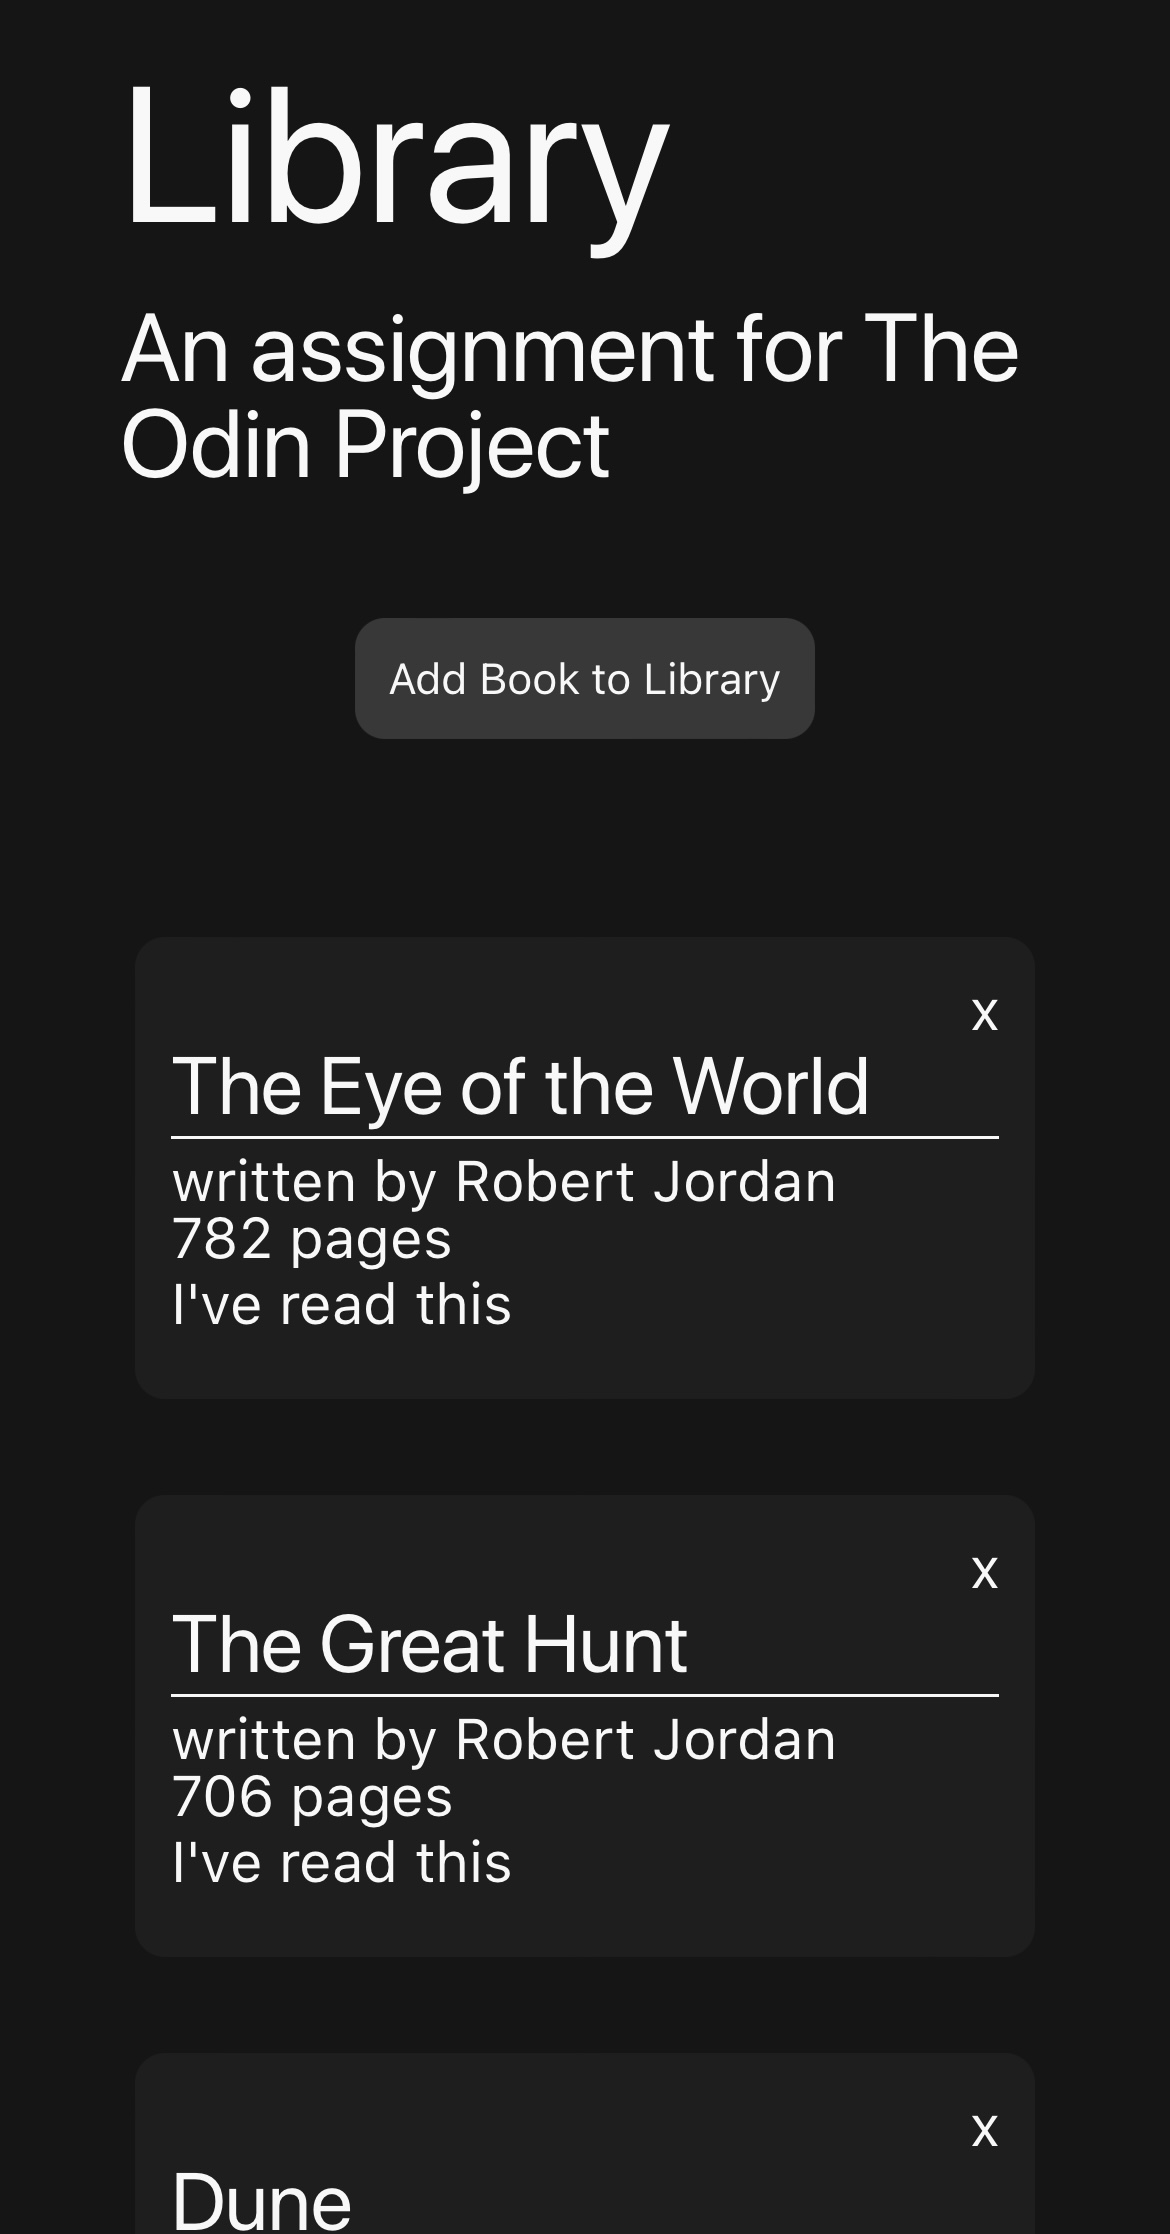 Library
An assignment for The
Odin Project
Add Book to Library
x
The Eye of the World
written by Robert Jordan
782 pages
I've read this
x
The Great Hunt
written by Robert Jordan
706 pages
I've read this
x
Dune